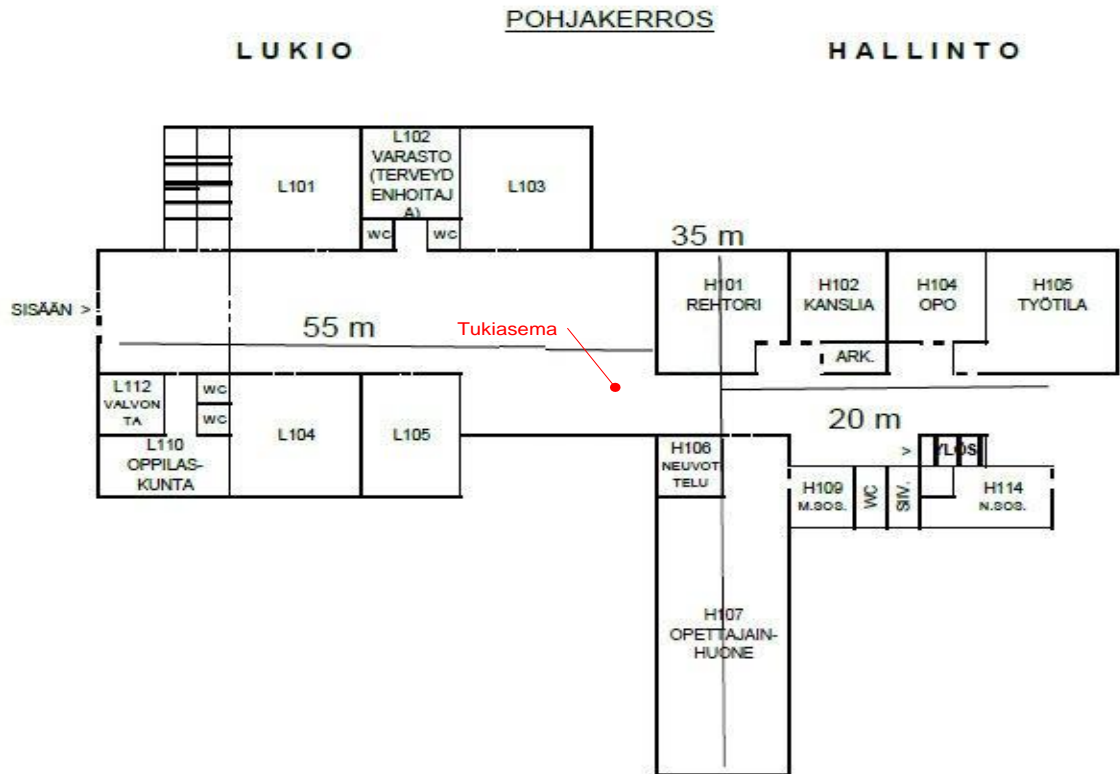 POHJAKERROS
LUKIO
HALLINTO
L101
L102
VARASTO
(TERVEYD
ENHOITAJ
A)
L103
WC
WC
35 m
H101
REHTORI
H102
KANSLIA
H104
OPO
H105
TYÖTILA
SISÄÄN >
55 m
Tukiasema
ARK.
L112
VALVON
TA
WC
WC
L104
L105
20 m
L110
OPPILAS-
KUNTA
H106
NEUVOT
TELU
>
YLÖS
H109
M.SOS.
WC
SIIV.
H114
N.SOS.
H107
OPETTAJAIN-
HUONE